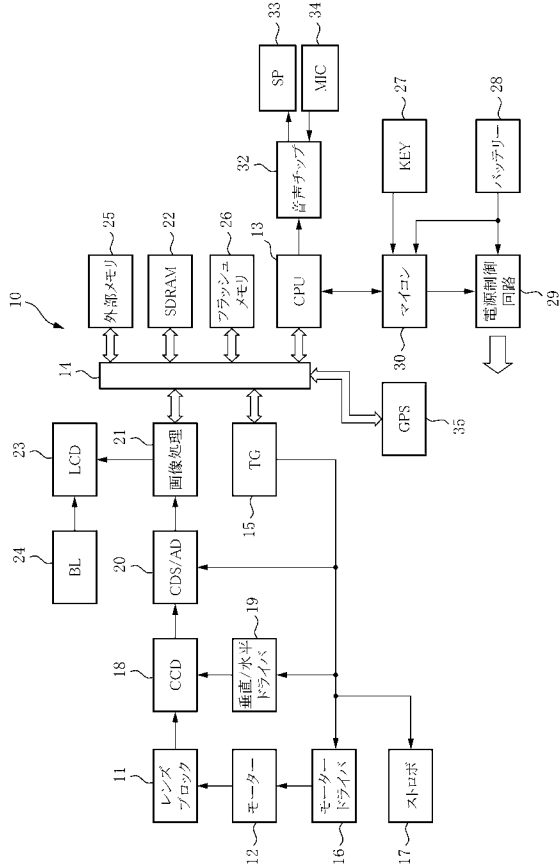 10
24
BL
23
LCD
14
外部メモリ
25
SDRAM
22
フラッシュ
メモリ
26
CPU
13
音声チップ
32
SP
33
MIC
34
11
レンズ
ブロック
18
CCD
20
CDS/AD
21
画像処理
12
モーター
垂直/水平
ドライバ
19
15
TG
16
モーター
ドライバ
17
ストロボ
GPS
35
30
マイコン
KEY
27
バッテリー
28
電源制御
回路
29